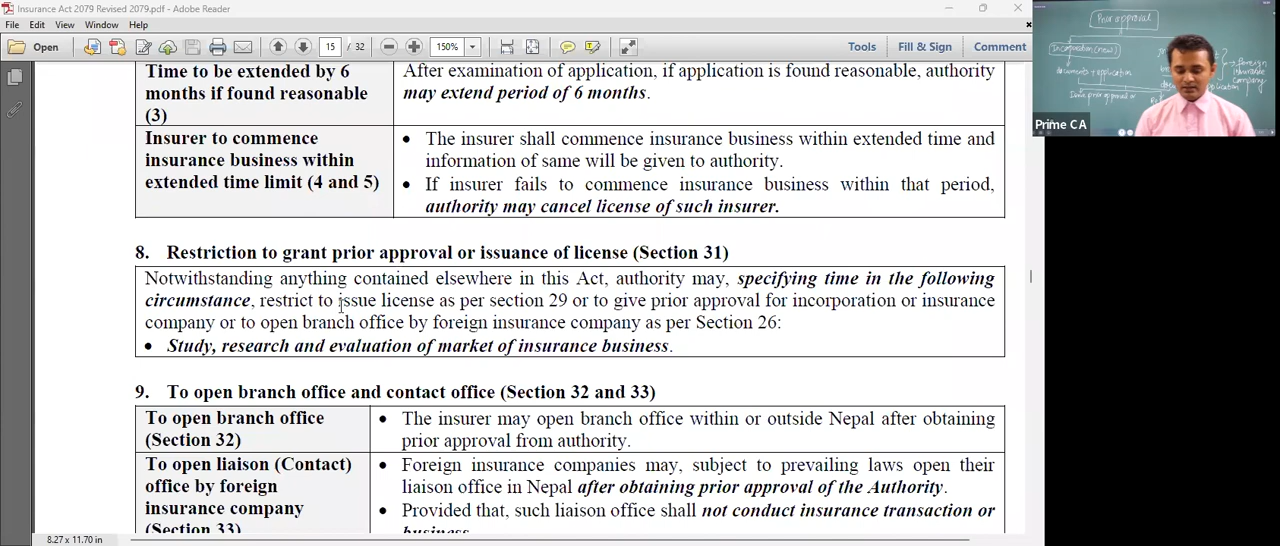 Insurance Act 2079 Revised 2079.pdf - Adobe Reader
File Edit View Window Help
Open 15 / 32 150% Tools Fill & Sign Comment
Time to be extended by 6
months if found reasonable
(3)
After examination of application, if application is found reasonable, authority
may extend period of 6 months.
Insurer to commence
insurance business within
extended time limit (4 and 5)
• The insurer shall commence insurance business within extended time and
information of same will be given to authority.
• If insurer fails to commence insurance business within that period,
authority may cancel license of such insurer.
8. Restriction to grant prior approval or issuance of license (Section 31)
Notwithstanding anything contained elsewhere in this Act, authority may, specifying time in the following
circumstance, restrict to issue license as per section 29 or to give prior approval for incorporation or insurance
company or to open branch office by foreign insurance company as per Section 26:
• Study, research and evaluation of market of insurance business.
9. To open branch office and contact office (Section 32 and 33)
To open branch office
(Section 32)
• The insurer may open branch office within or outside Nepal after obtaining
prior approval from authority.
To open liaison (Contact)
office by foreign
insurance company
(Section 33)
• Foreign insurance companies may, subject to prevailing laws open their
liaison office in Nepal after obtaining prior approval of the Authority.
• Provided that, such liaison office shall not conduct insurance transaction or
business.
8.27 x 11.70 in
Prior approval
Incorporation (new)
documents + application
foreign
insurance
company
Prime CA